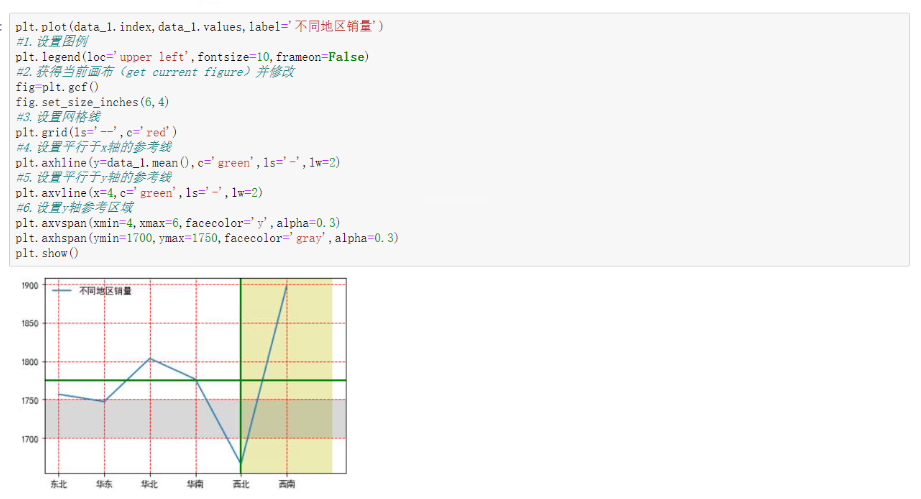 plt.plot(data_1.index,data_1.values,label='不同地区销量')
#1.设置图例
plt.legend(loc='upper left',fontsize=10,frameon=False)
#2.获得当前画布（get current figure）并修改
fig=plt.gcf()
fig.set_size_inches(6,4)
#3.设置网格线
plt.grid(ls='--',c='red')
#4.设置平行于x轴的参考线
plt.axhline(y=data_1.mean(),c='green',ls='-',lw=2)
#5.设置平行于y轴的参考线
plt.axvline(x=4,c='green',ls='-',lw=2)
#6.设置y轴参考区域
plt.axvspan(xmin=4,xmax=6,facecolor='y',alpha=0.3)
plt.axhspan(ymin=1700,ymax=1750,facecolor='gray',alpha=0.3)
plt.show()
不同地区销量
1900
1850
1800
1750
1700
东北 华东 华北 华南 西北 西南